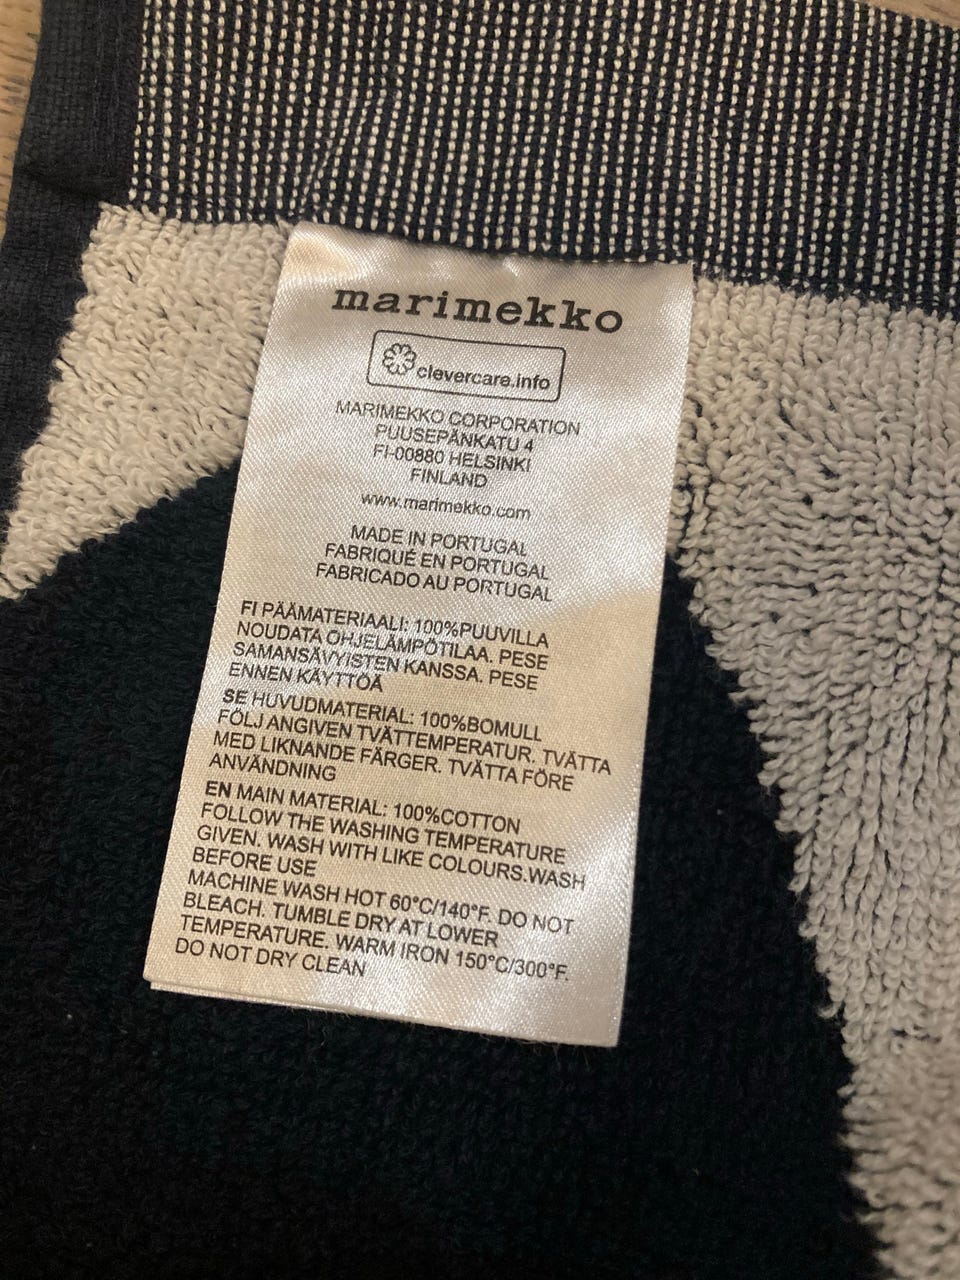 marimekko
clevercare.info
MARIMEKKO CORPORATION
PUUSEPÄNKATU 4
FI-00880 HELSINKI
FINLAND
www.marimekko.com
MADE IN PORTUGAL
FABRIQUÉ EN PORTUGAL
FABRICADO AU PORTUGAL
FI PÄÄMATERIAALI: 100%PUUVILLA
NOUDATA OHJELÄMPÖTILAA. PESE
SAMANSÄVYISTEN KANSSA. PESE
ENNEN KÄYTTÖÄ
SE HUVUDMATERIAL: 100%BOMULL
FÖLJ ANGIVEN TVÄTTEMPERATUR. TVÄTTA
MED LIKNANDE FÄRGER. TVÄTTA FÖRE
ANVÄNDNING
EN MAIN MATERIAL: 100%COTTON
FOLLOW THE WASHING TEMPERATURE
GIVEN. WASH WITH LIKE COLOURS.WASH
BEFORE USE
MACHINE WASH HOT 60°C/140°F. DO NOT
BLEACH. TUMBLE DRY AT LOWER
TEMPERATURE. WARM IRON 150°C/300°F.
DO NOT DRY CLEAN